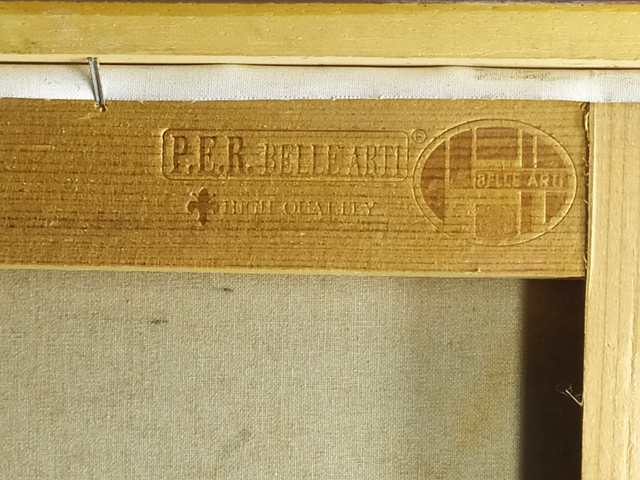 P.E.R. BELLE ARTI ®
HIGH QUALITY
BELLE ARTI